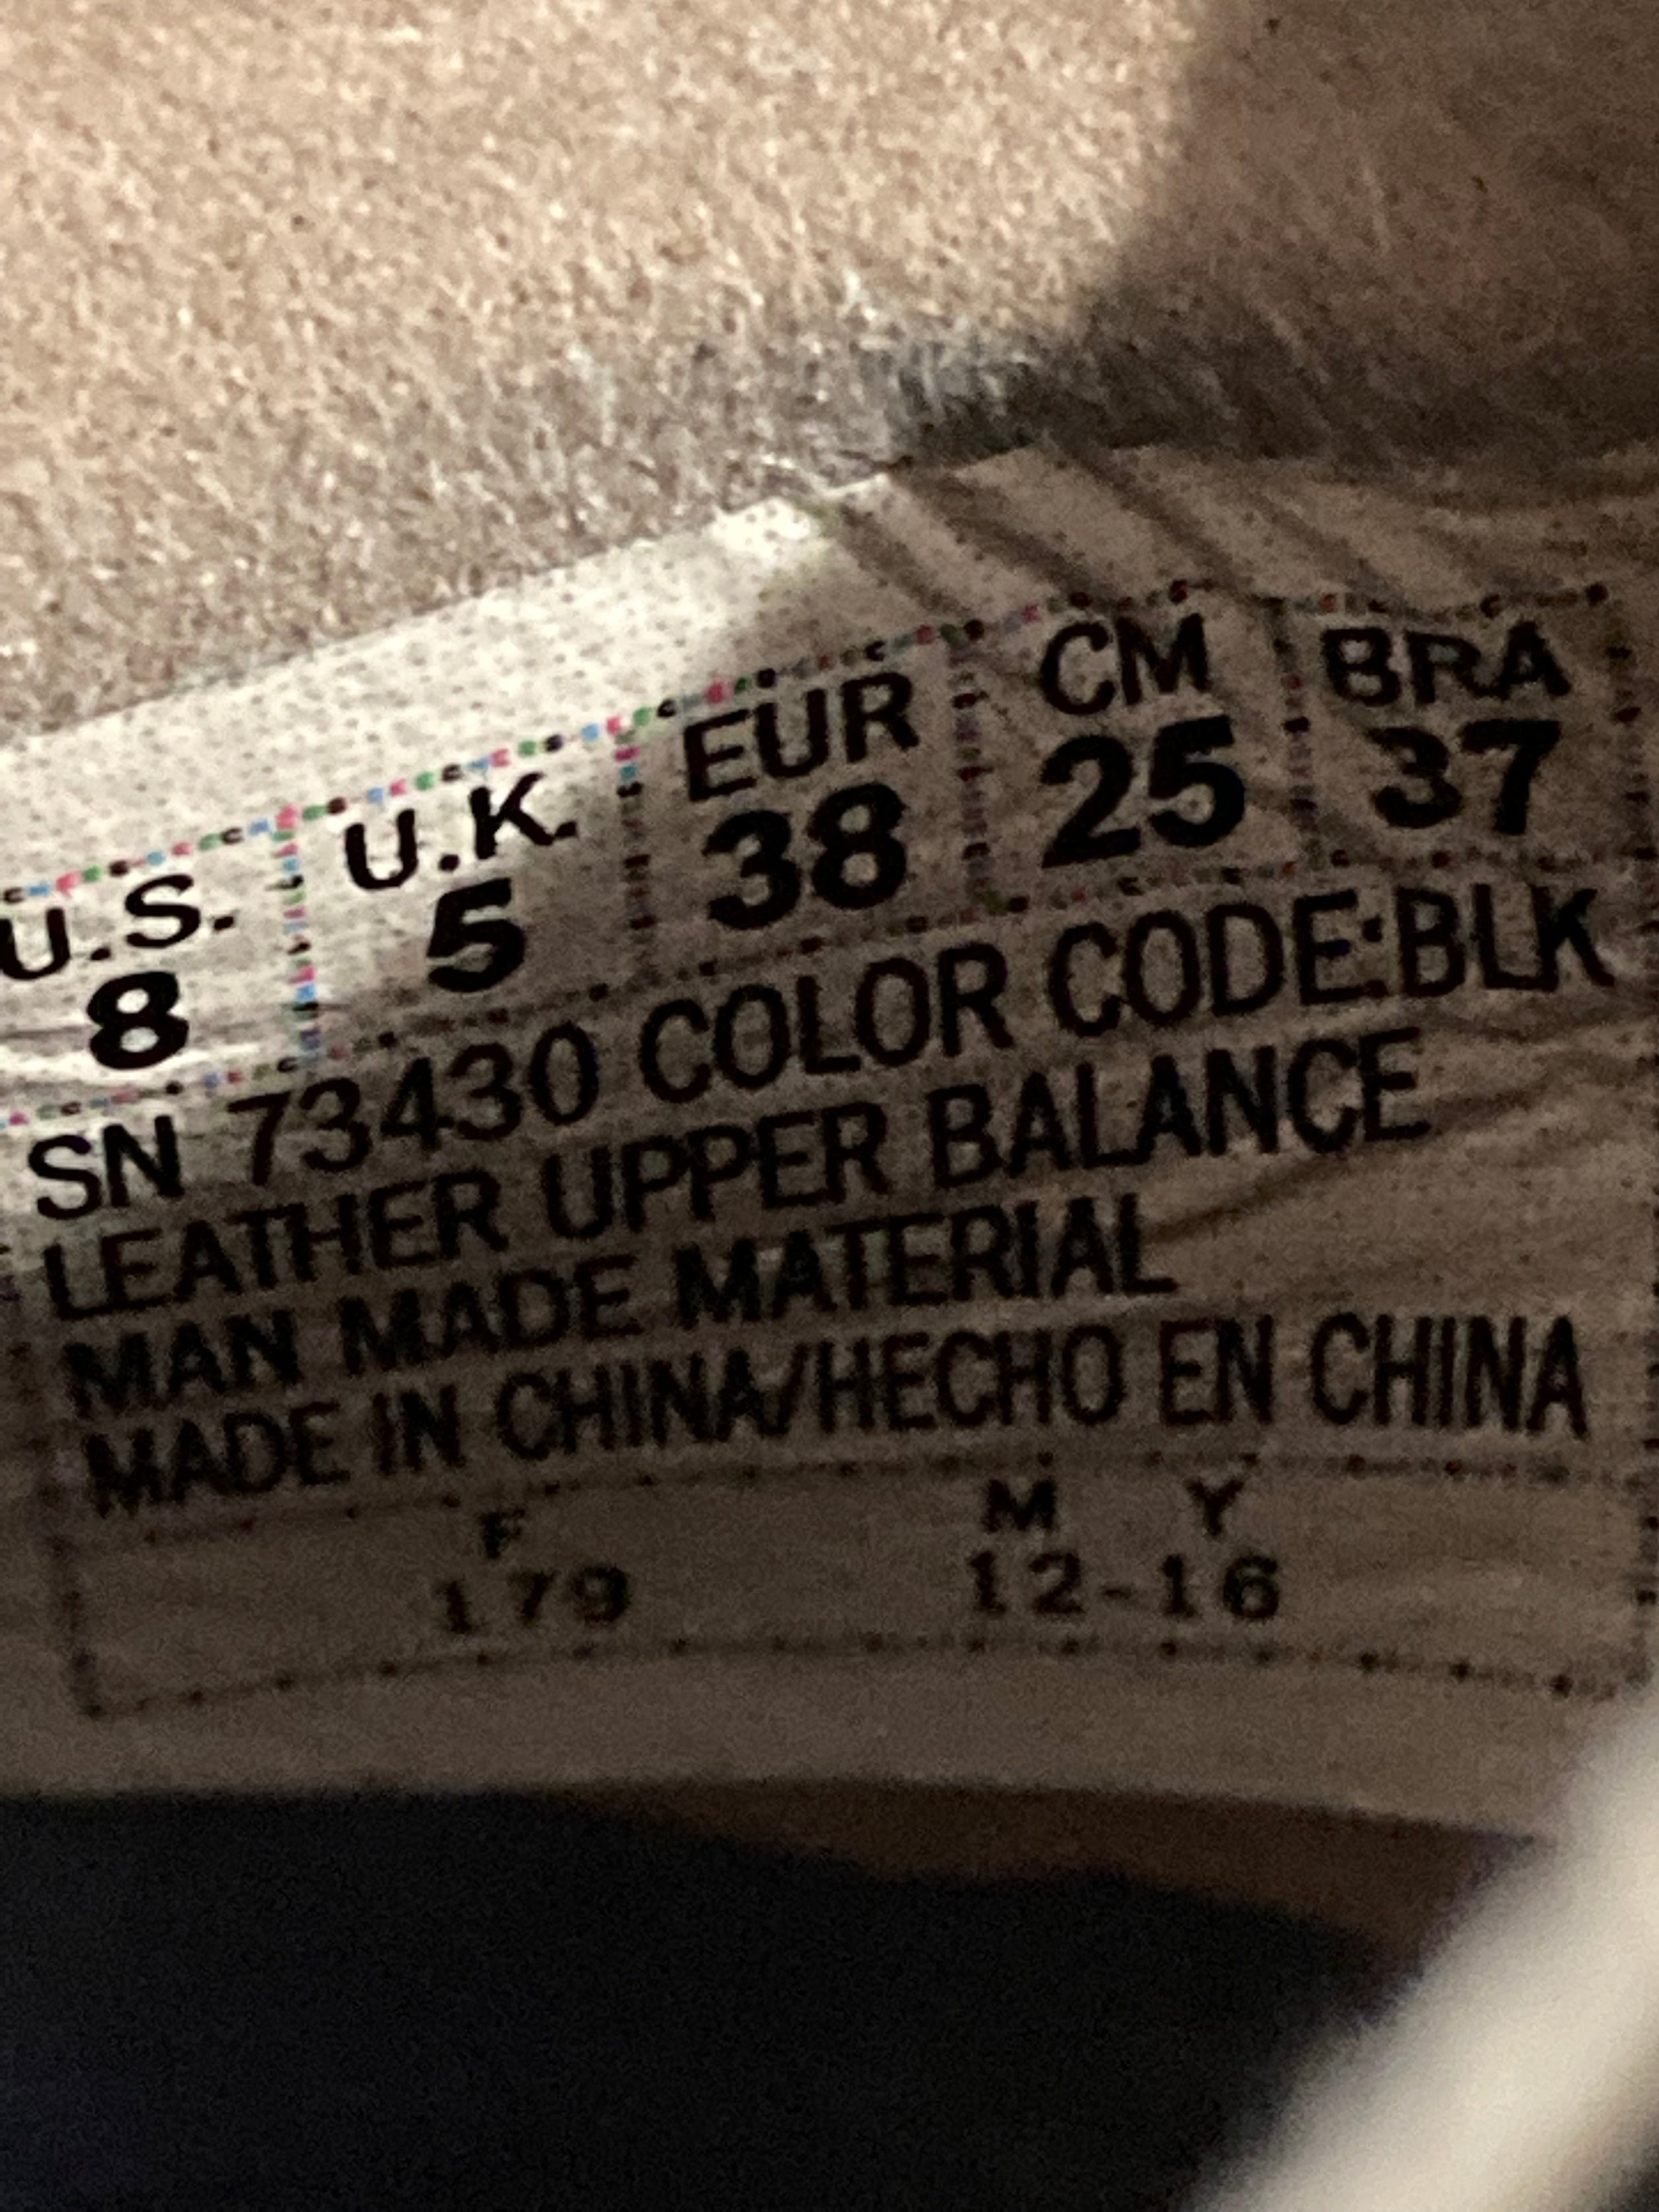 U.S. U.K. EUR CM BRA
8 5 38 25 37
SN 73430 COLOR CODE:BLK
LEATHER UPPER BALANCE
MAN MADE MATERIAL
MADE IN CHINA/HECHO EN CHINA
F M Y
179 12-16